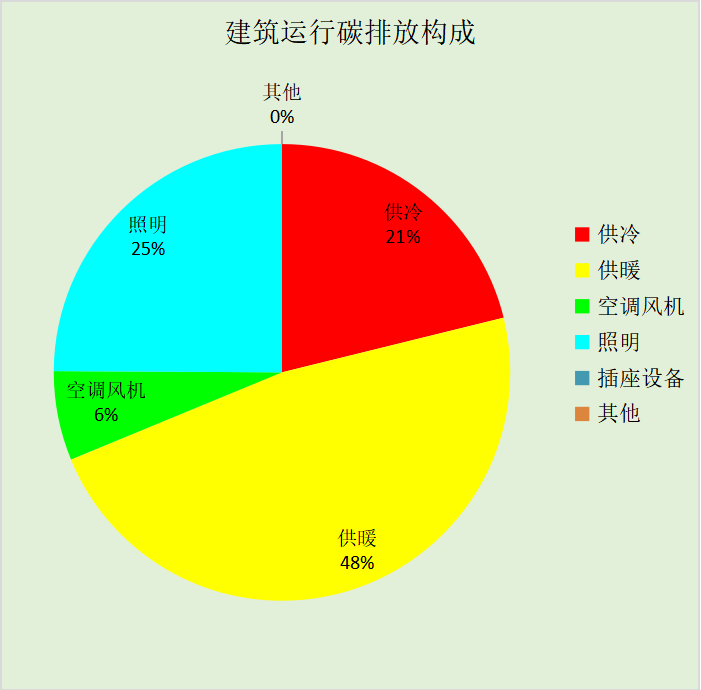 建筑运行碳排放构成
其他
0%
供冷
21%
照明
25%
空调风机
6%
供暖
48%
供冷
供暖
空调风机
照明
插座设备
其他